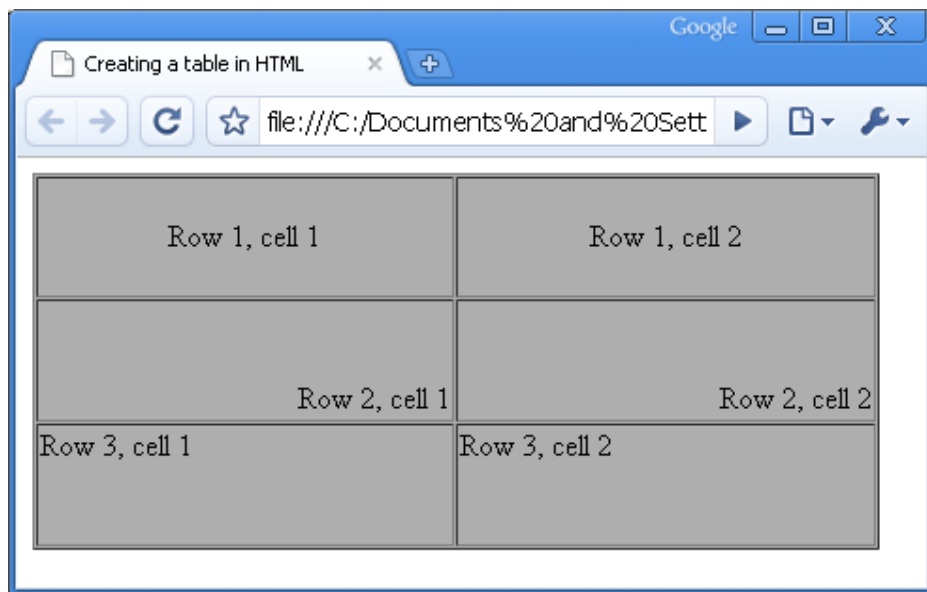 Google
Creating a table in HTML
file:///C:/Documents%20and%20Sett
Row 1, cell 1 Row 1, cell 2
Row 2, cell 1 Row 2, cell 2
Row 3, cell 1 Row 3, cell 2